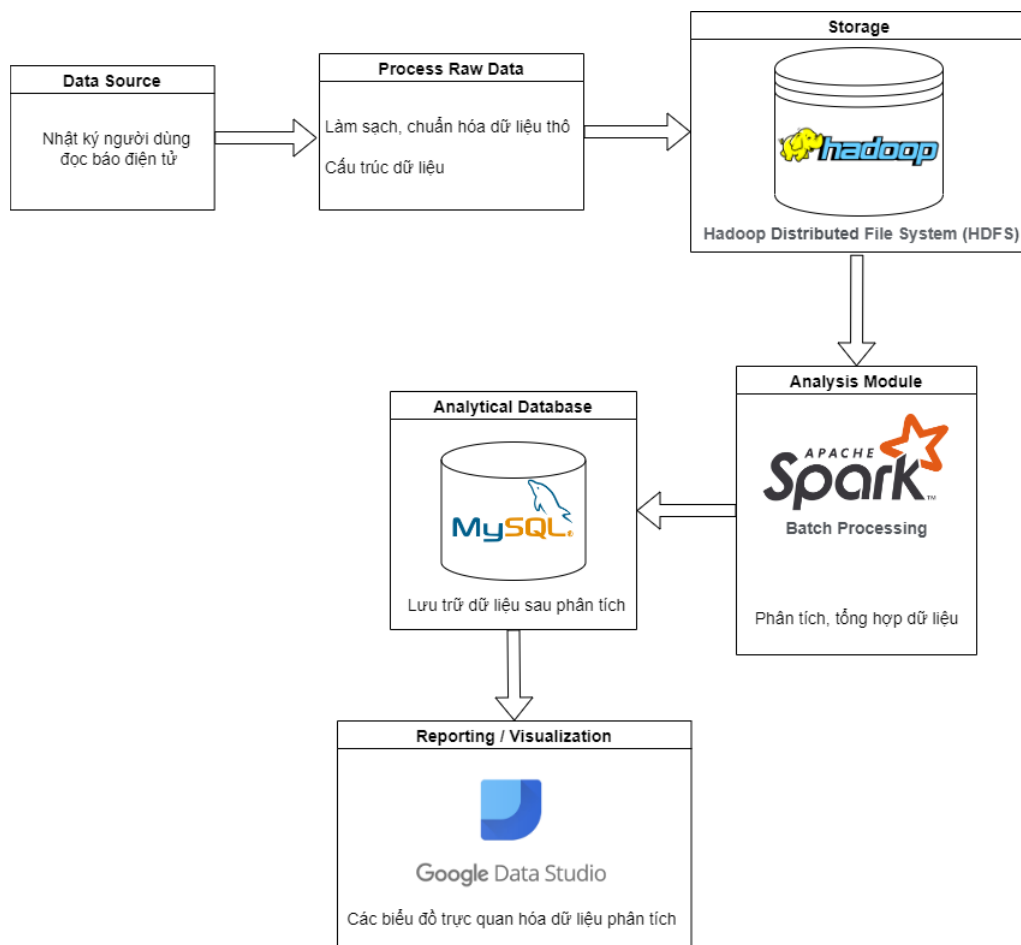 Data Source
Nhật ký người dùng
đọc báo điện tử
Process Raw Data
Làm sạch, chuẩn hóa dữ liệu thô
Cấu trúc dữ liệu
Storage
hadoop
Hadoop Distributed File System (HDFS)
Analysis Module
APACHE
Spark™
Batch Processing
Phân tích, tổng hợp dữ liệu
Analytical Database
MySQL®
Lưu trữ dữ liệu sau phân tích
Reporting / Visualization
Google Data Studio
Các biểu đồ trực quan hóa dữ liệu phân tích